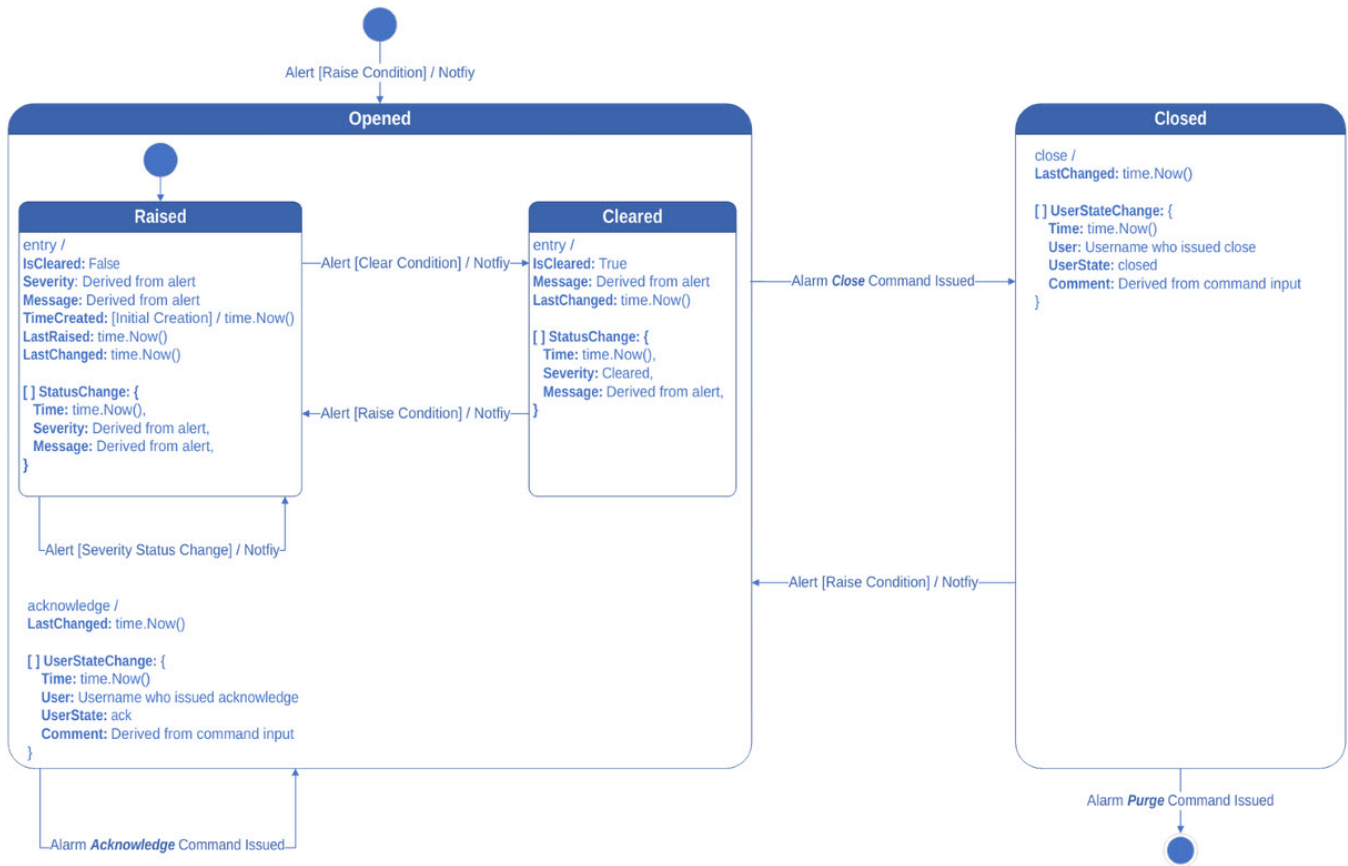 Alert [Raise Condition] / Notfiy
Opened
Raised
entry /
IsCleared: False
Severity: Derived from alert
Message: Derived from alert
TimeCreated: [Initial Creation] / time.Now()
LastRaised: time.Now()
LastChanged: time.Now()
[ ] StatusChange: {
Time: time.Now(),
Severity: Derived from alert,
Message: Derived from alert,
}
Alert [Clear Condition] / Notfiy
Alert [Raise Condition] / Notfiy
Cleared
entry /
IsCleared: True
Message: Derived from alert
LastChanged: time.Now()
[ ] StatusChange: {
Time: time.Now(),
Severity: Cleared,
Message: Derived from alert,
}
Alert [Severity Status Change] / Notfiy
acknowledge /
LastChanged: time.Now()
[ ] UserStateChange: {
Time: time.Now()
User: Username who issued acknowledge
UserState: ack
Comment: Derived from command input
}
Alarm Acknowledge Command Issued
Alarm Close Command Issued
Alert [Raise Condition] / Notfiy
Closed
close /
LastChanged: time.Now()
[ ] UserStateChange: {
Time: time.Now()
User: Username who issued close
UserState: closed
Comment: Derived from command input
}
Alarm Purge Command Issued